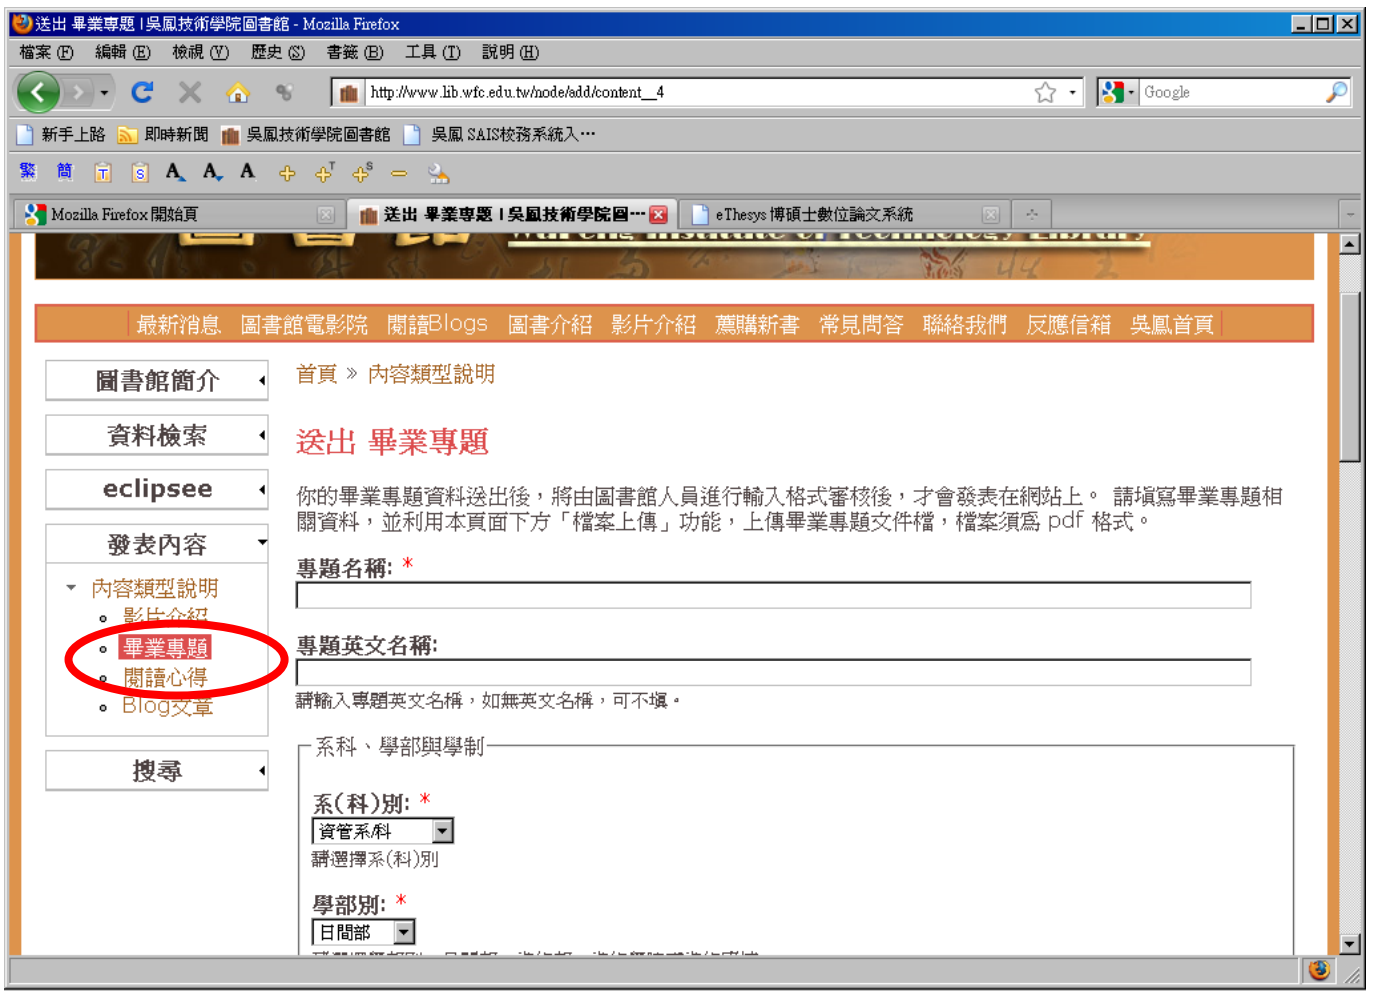 送出 畢業專題 | 吳鳳技術學院圖書館 - Mozilla Firefox
檔案(F) 編輯(E) 檢視(V) 歷史(S) 書籤(B) 工具(T) 說明(H)
http://www.lib.wfc.edu.tw/node/add/content__4
Google
新手上路 即時新聞 吳鳳技術學院圖書館 吳鳳 SAIS校務系統入…
繁 簡 T S A A A T S
Mozilla Firefox 開始頁 送出 畢業專題 | 吳鳳技術學院圖… eThesys 博碩士數位論文系統
圖書館 WuFeng Institute of Technology Library
最新消息 圖書館電影院 閱讀Blogs 圖書介紹 影片介紹 薦購新書 常見問答 聯絡我們 反應信箱 吳鳳首頁
圖書館簡介
資料檢索
eclipsee
發表內容
內容類型說明
影片介紹
畢業專題
閱讀心得
Blog文章
搜尋
首頁 » 內容類型說明
送出 畢業專題
你的畢業專題資料送出後，將由圖書館人員進行輸入格式審核後，才會發表在網站上。 請填寫畢業專題相
關資料，並利用本頁面下方「檔案上傳」功能，上傳畢業專題文件檔，檔案須為 pdf 格式。
專題名稱: *
專題英文名稱:
請輸入專題英文名稱，如無英文名稱，可不填。
系科、學部與學制
系(科)別: *
資管系/科
請選擇系(科)別
學部別: *
日間部